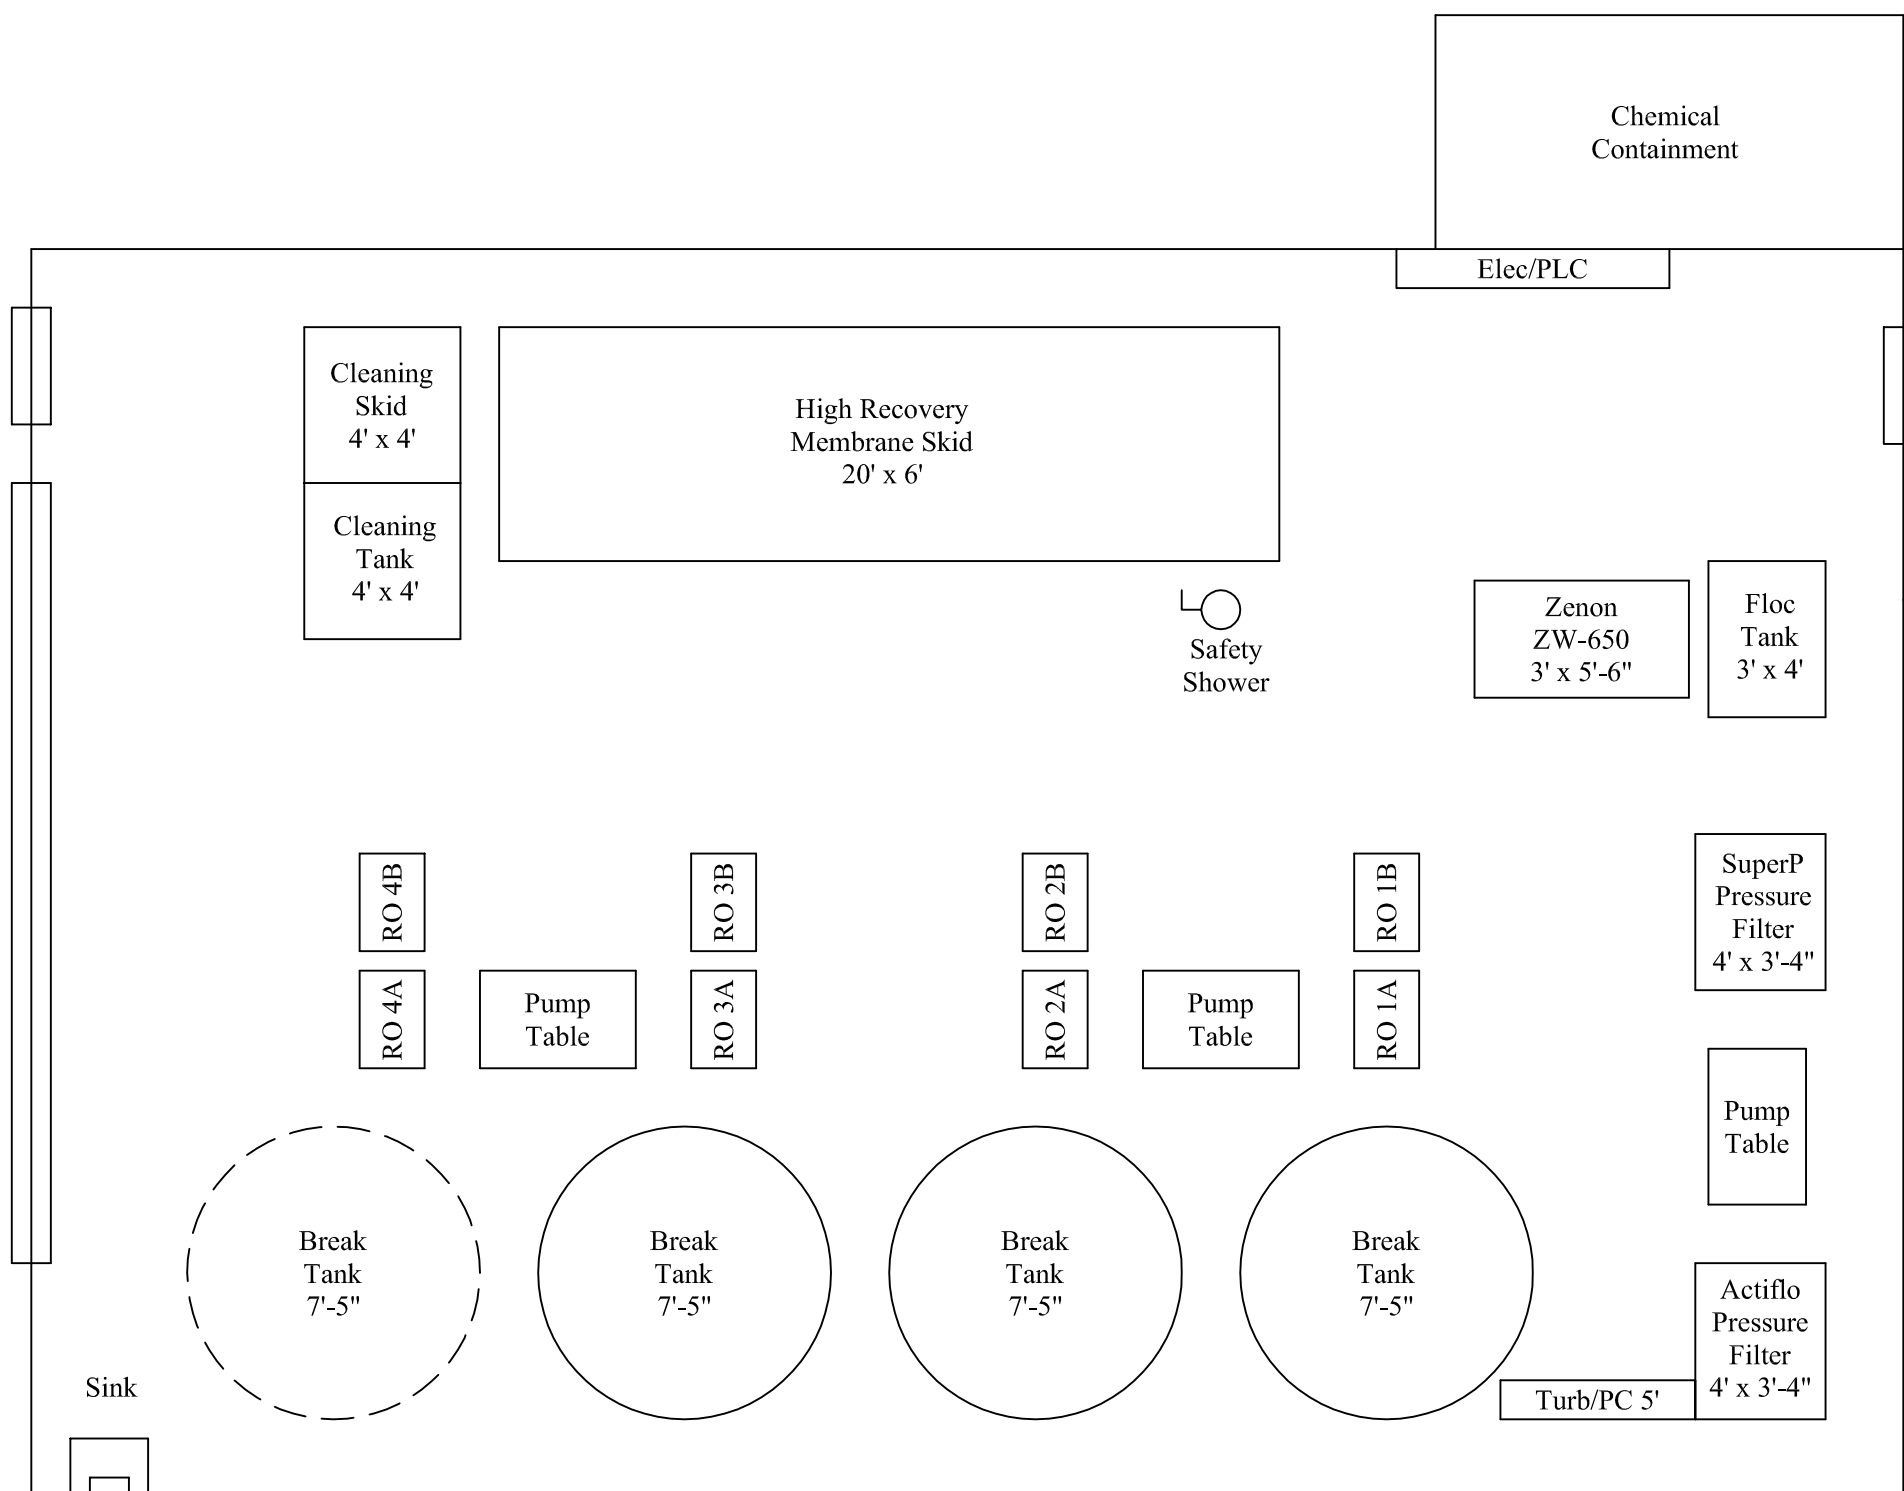 Chemical
Containment
Elec/PLC
Cleaning
Skid
4' x 4'
High Recovery
Membrane Skid
20' x 6'
Cleaning
Tank
4' x 4'
Safety
Shower
Zenon
ZW-650
3' x 5'-6"
Floc
Tank
3' x 4'
RO 4B
RO 3B
RO 2B
RO 1B
SuperP
Pressure
Filter
4' x 3'-4"
RO 4A
Pump
Table
RO 3A
RO 2A
Pump
Table
RO 1A
Pump
Table
Break
Tank
7'-5"
Break
Tank
7'-5"
Break
Tank
7'-5"
Break
Tank
7'-5"
Actiflo
Pressure
Filter
4' x 3'-4"
Sink
Turb/PC 5'